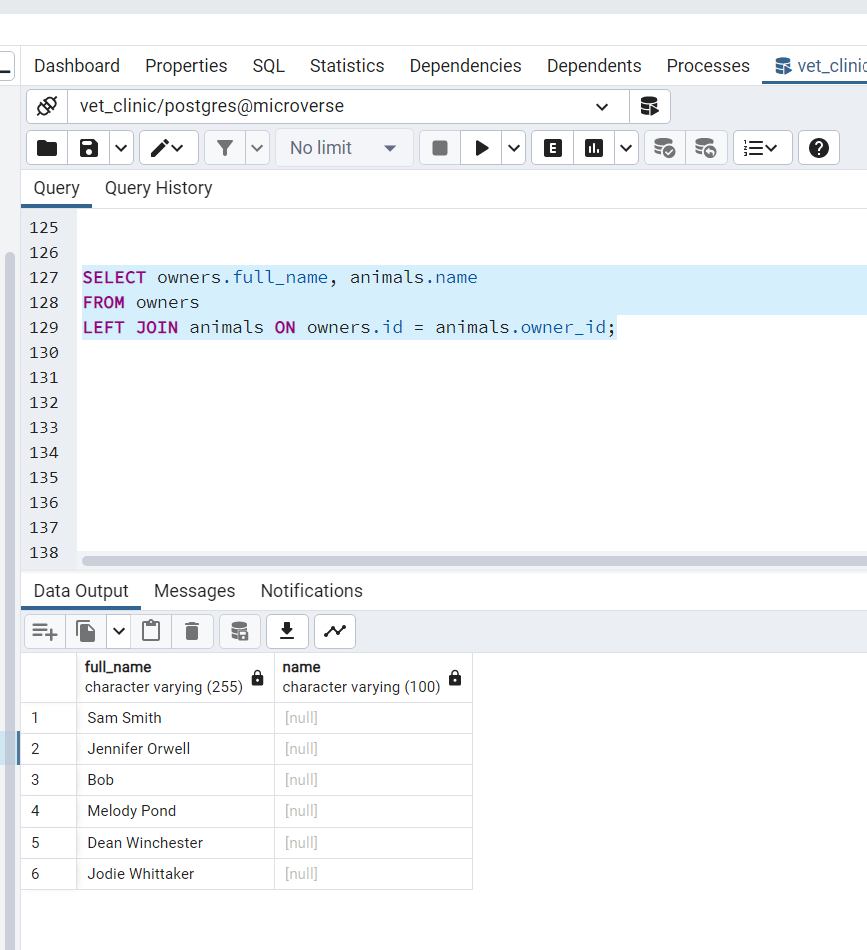 Dashboard Properties SQL Statistics Dependencies Dependents Processes vet_clinic
vet_clinic/postgres@microverse
No limit E
Query Query History
125
126
127 SELECT owners.full_name, animals.name
128 FROM owners
129 LEFT JOIN animals ON owners.id = animals.owner_id;
130
131
132
133
134
135
136
137
138
Data Output Messages Notifications
full_name name
character varying (255) character varying (100)
1 Sam Smith [null]
2 Jennifer Orwell [null]
3 Bob [null]
4 Melody Pond [null]
5 Dean Winchester [null]
6 Jodie Whittaker [null]